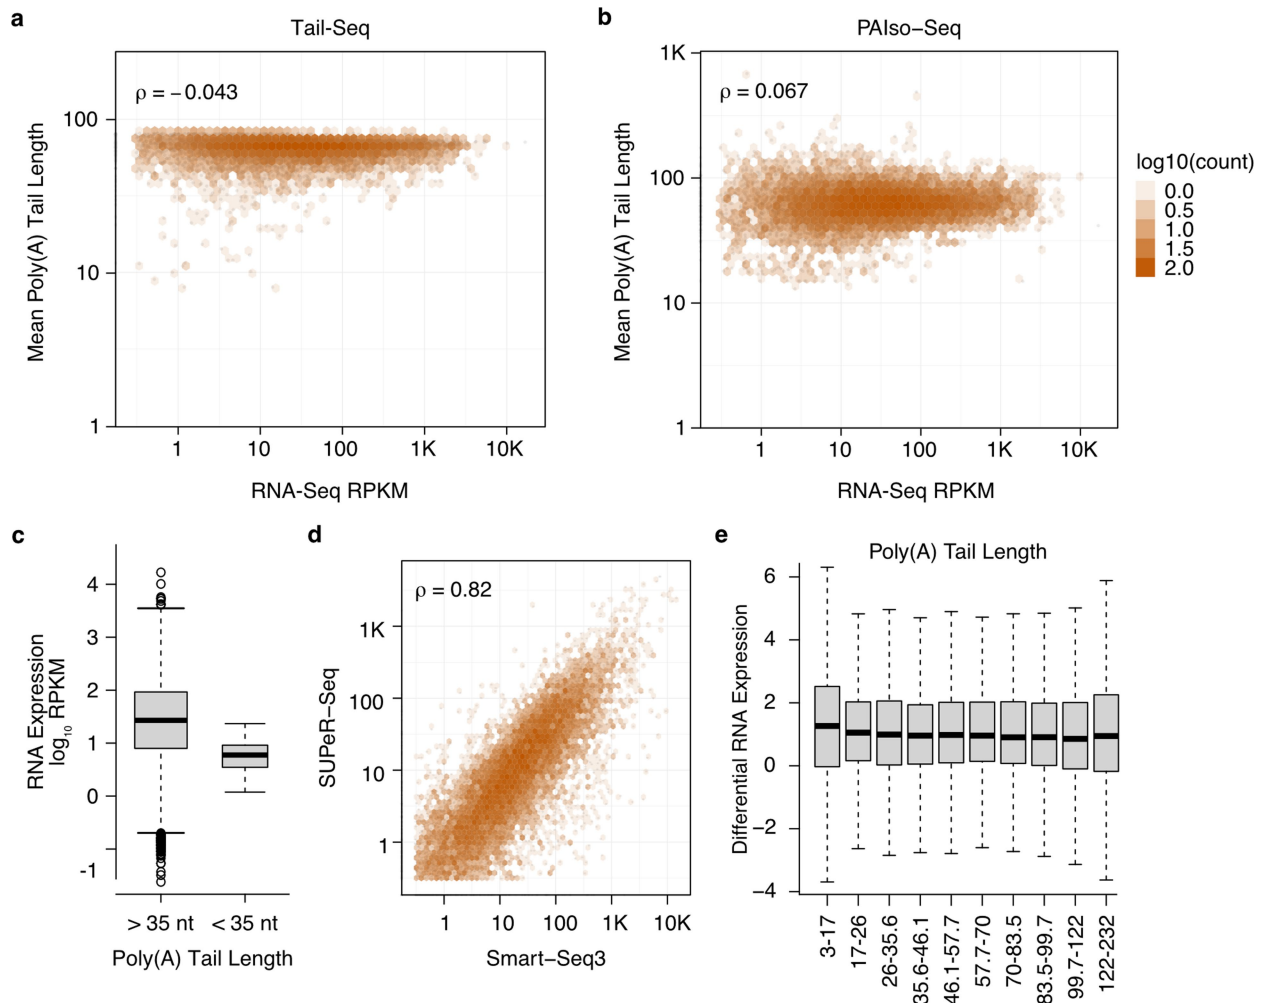 a
Tail-Seq
ρ = −0.043
100
10
1
Mean Poly(A) Tail Length
1 10 100 1K 10K
RNA-Seq RPKM
b
PAIso−Seq
ρ = 0.067
1K
100
10
1
Mean Poly(A) Tail Length
1 10 100 1K 10K
RNA-Seq RPKM
log10(count)
0.0
0.5
1.0
1.5
2.0
c
RNA Expression
log10 RPKM
4
3
2
1
0
-1
> 35 nt < 35 nt
Poly(A) Tail Length
d
ρ = 0.82
SUPeR−Seq
1K
100
10
1
1 10 100 1K 10K
Smart−Seq3
e
Poly(A) Tail Length
Differential RNA Expression
6
4
2
0
−2
−4
3-17
17-26
26-35.6
35.6-46.1
46.1-57.7
57.7-70
70-83.5
83.5-99.7
99.7-122
122-232